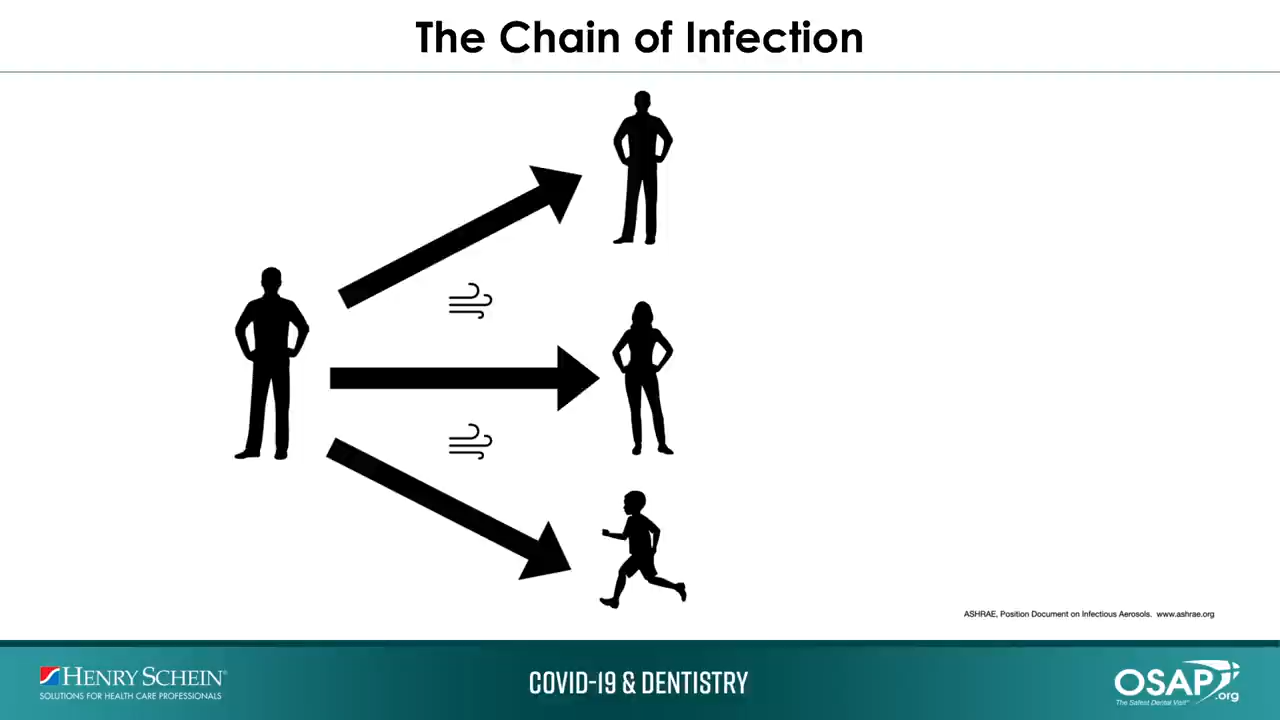 The Chain of Infection
ASHRAE, Position Document on Infectious Aerosols. www.ashrae.org
HENRY SCHEIN®
SOLUTIONS FOR HEALTH CARE PROFESSIONALS
COVID-19 & DENTISTRY
OSAP.org
The Safest Dental Visit™